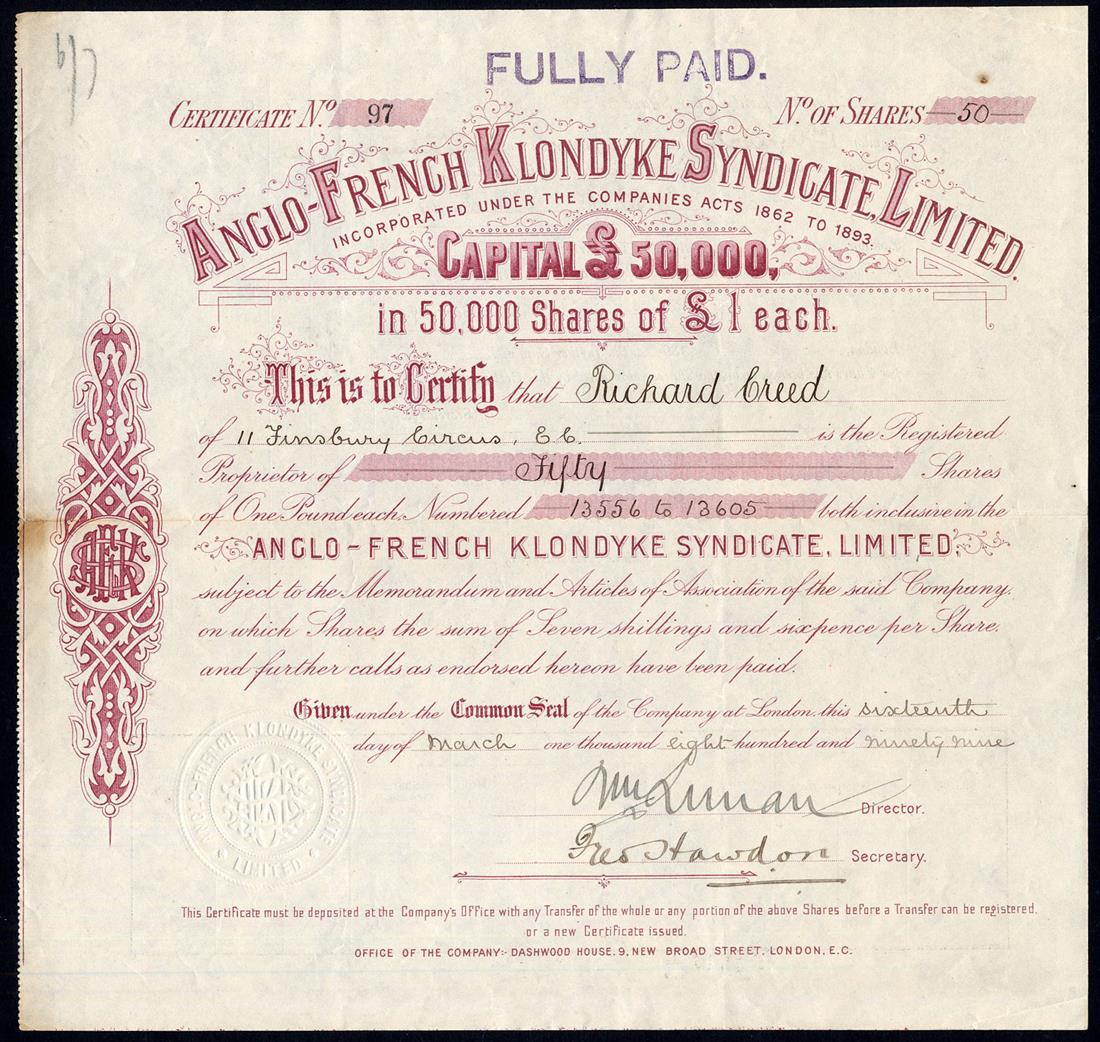 FULLY PAID.
CERTIFICATE No. 97
No. OF SHARES 50
ANGLO-FRENCH KLONDYKE SYNDICATE, LIMITED.
INCORPORATED UNDER THE COMPANIES ACTS 1862 TO 1893.
CAPITAL £50,000,
in 50,000 Shares of £1 each.
This is to Certify that Richard Creed
of 11 Finsbury Circus, E.C. is the Registered
Proprietor of Fifty Shares
of One Pound each, Numbered 13556 to 13605 both inclusive in the
ANGLO-FRENCH KLONDYKE SYNDICATE, LIMITED,
subject to the Memorandum and Articles of Association of the said Company,
on which Shares the sum of Seven shillings and sixpence per Share,
and further calls as endorsed hereon have been paid.
Given under the Common Seal of the Company at London, this sixteenth
day of March one thousand eight hundred and ninety nine
Director.
Hawdon Secretary.
ANGLO-FRENCH KLONDYKE SYNDICATE
LIMITED
This Certificate must be deposited at the Company's Office with any Transfer of the whole or any portion of the above Shares before a Transfer can be registered,
or a new Certificate issued.
OFFICE OF THE COMPANY:- DASHWOOD HOUSE, 9, NEW BROAD STREET, LONDON, E.C.